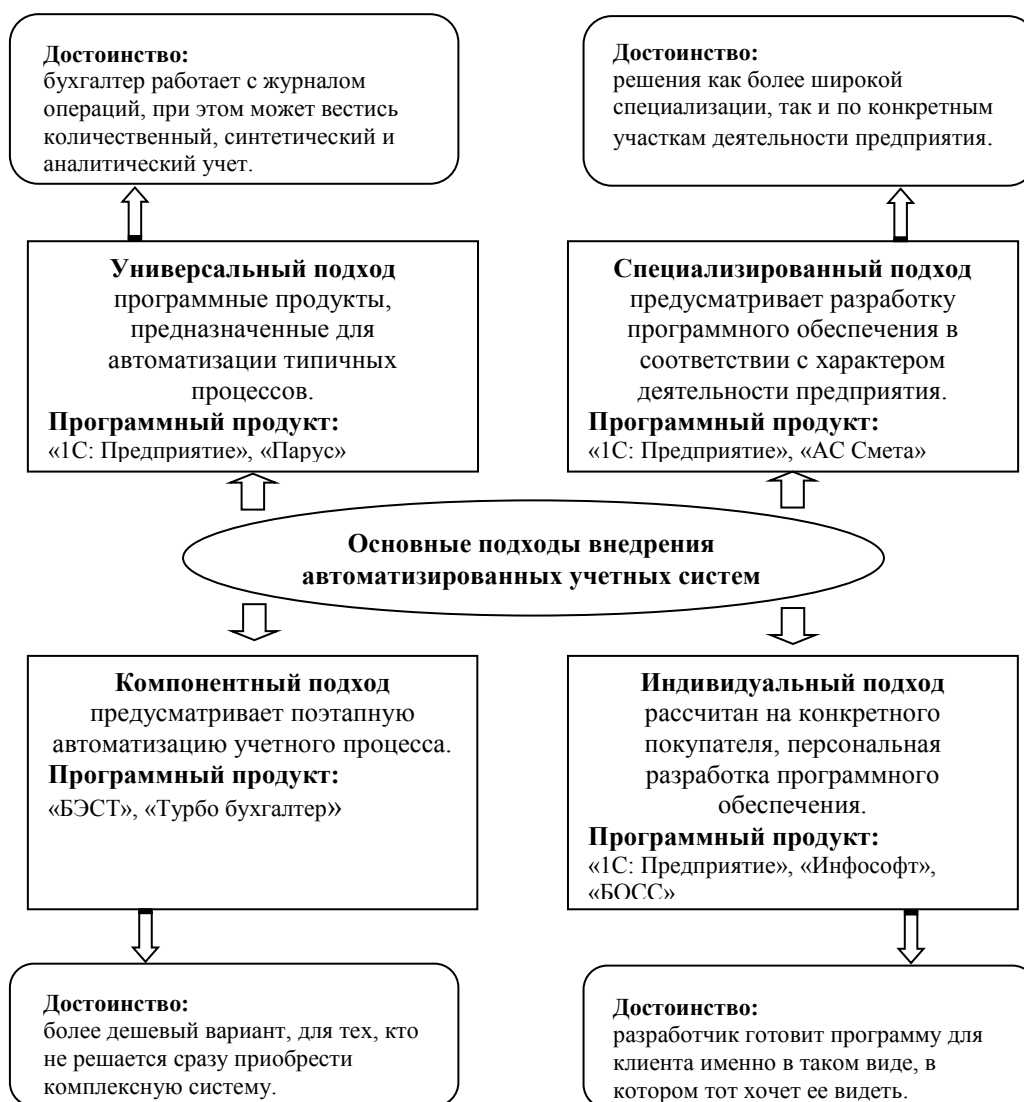 Достоинство:
бухгалтер работает с журналом
операций, при этом может вестись
количественный, синтетический и
аналитический учет.
Достоинство:
решения как более широкой
специализации, так и по конкретным
участкам деятельности предприятия.
Универсальный подход
программные продукты,
предназначенные для
автоматизации типичных
процессов.
Программный продукт:
«1С: Предприятие», «Парус»
Специализированный подход
предусматривает разработку
программного обеспечения в
соответствии с характером
деятельности предприятия.
Программный продукт:
«1С: Предприятие», «АС Смета»
Основные подходы внедрения
автоматизированных учетных систем
Компонентный подход
предусматривает поэтапную
автоматизацию учетного процесса.
Программный продукт:
«БЭСТ», «Турбо бухгалтер»
Индивидуальный подход
рассчитан на конкретного
покупателя, персональная
разработка программного
обеспечения.
Программный продукт:
«1С: Предприятие», «Инфософт»,
«БОСС»
Достоинство:
более дешевый вариант, для тех, кто
не решается сразу приобрести
комплексную систему.
Достоинство:
разработчик готовит программу для
клиента именно в таком виде, в
котором тот хочет ее видеть.